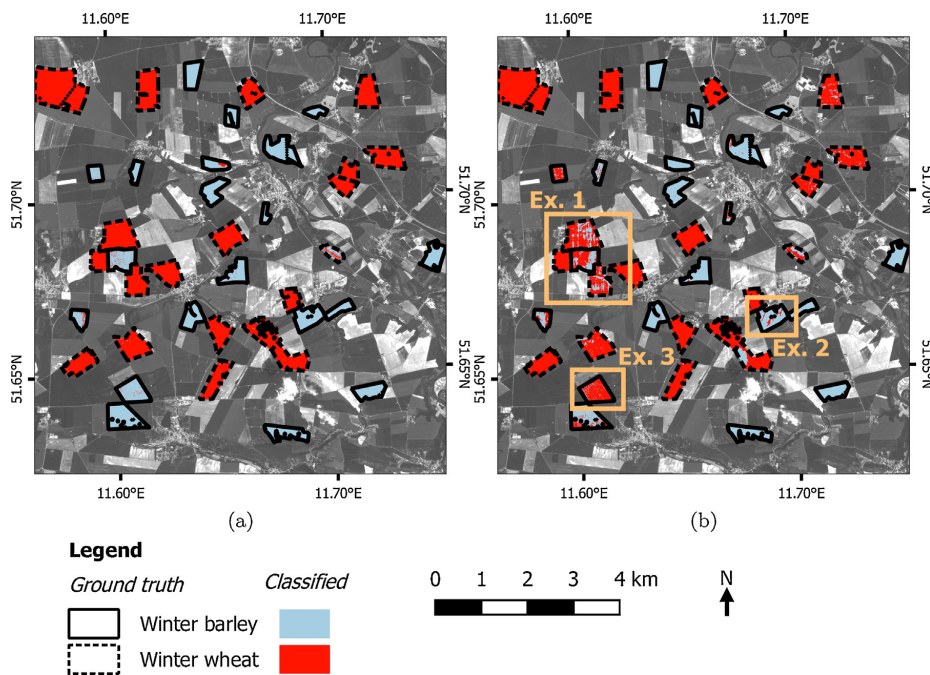 11.60°E 11.70°E 11.60°E 11.70°E
51.70°N 51.70°N 51.70°N
51.65°N 51.65°N 51.65°N
Ex. 1
Ex. 2
Ex. 3
11.60°E 11.70°E 11.60°E 11.70°E
(a) (b)
Legend
Ground truth Classified
Winter barley
Winter wheat
0 1 2 3 4 km
N